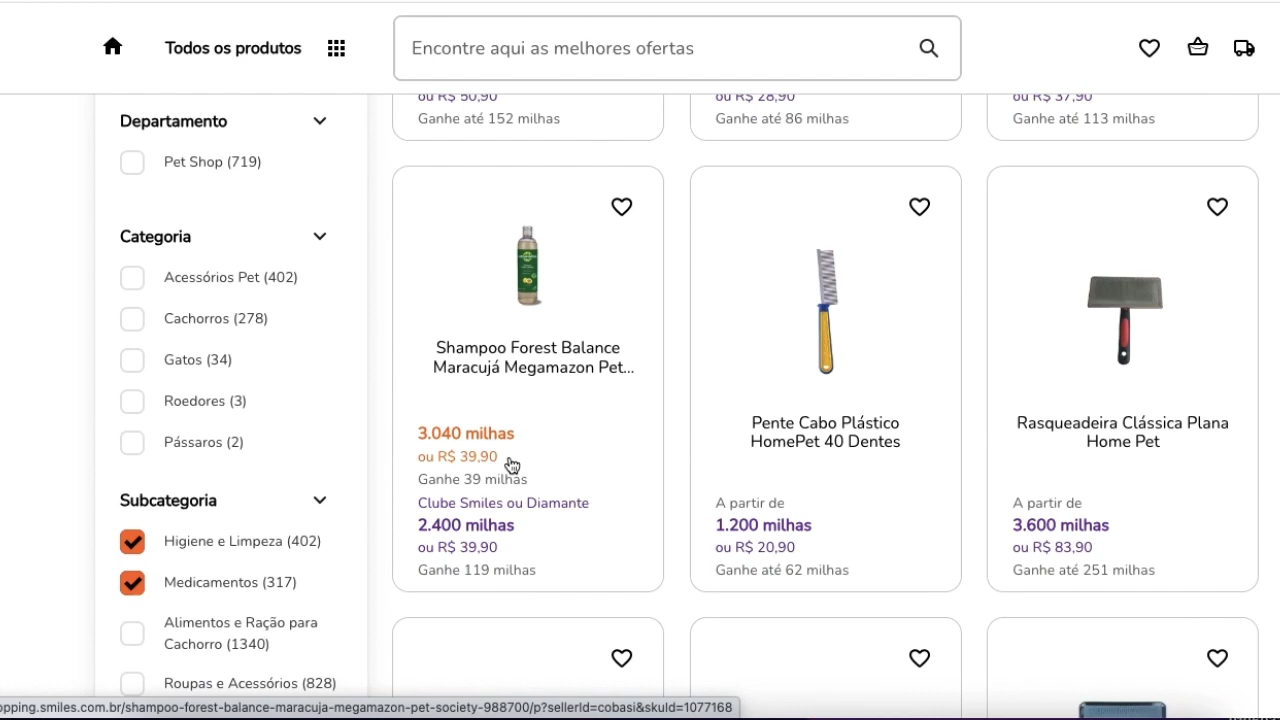 Todos os produtos
Encontre aqui as melhores ofertas
Departamento
Pet Shop (719)
Categoria
Acessórios Pet (402)
Cachorros (278)
Gatos (34)
Roedores (3)
Pássaros (2)
Subcategoria
Higiene e Limpeza (402)
Medicamentos (317)
Alimentos e Ração para
Cachorro (1340)
Roupas e Acessórios (828)
ou R$ 50,90
Ganhe até 152 milhas
ou R$ 28,90
Ganhe até 86 milhas
ou R$ 37,90
Ganhe até 113 milhas
Shampoo Forest Balance
Maracujá Megamazon Pet...
3.040 milhas
ou R$ 39,90
Ganhe 39 milhas
Clube Smiles ou Diamante
2.400 milhas
ou R$ 39,90
Ganhe 119 milhas
Pente Cabo Plástico
HomePet 40 Dentes
A partir de
1.200 milhas
ou R$ 20,90
Ganhe até 62 milhas
Rasqueadeira Clássica Plana
Home Pet
A partir de
3.600 milhas
ou R$ 83,90
Ganhe até 251 milhas
opping.smiles.com.br/shampoo-forest-balance-maracuja-megamazon-pet-society-988700/p?sellerId=cobasi&skuId=1077168